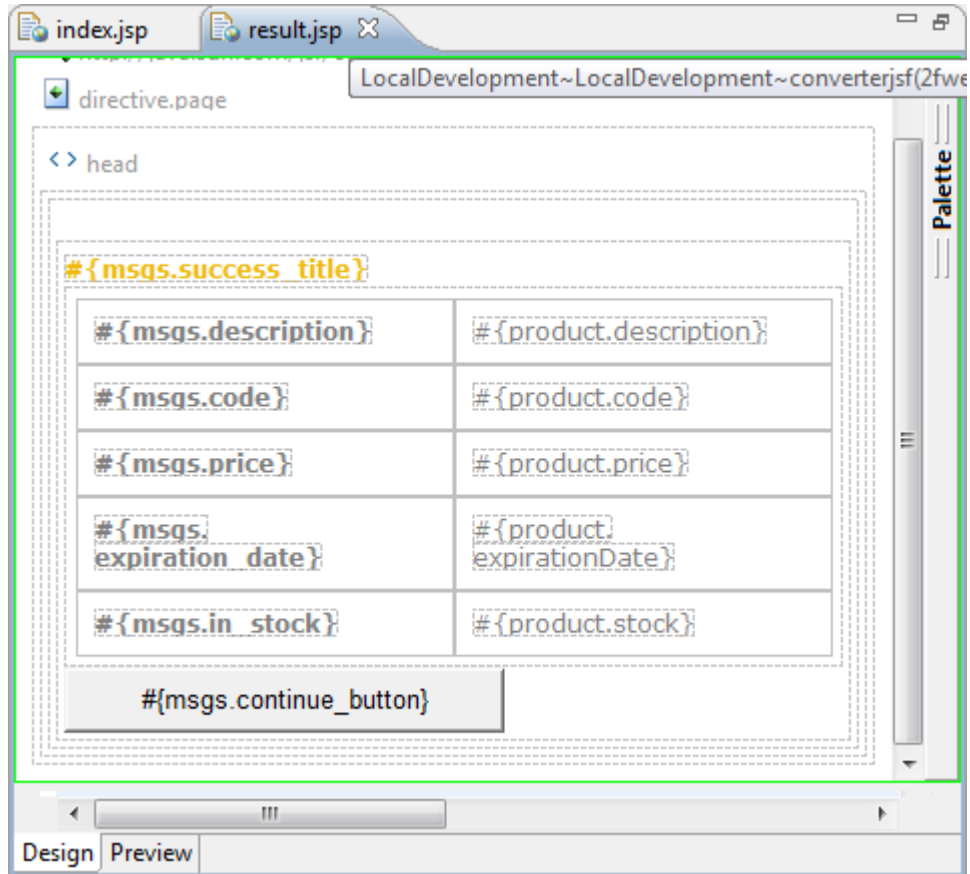 index.jsp
result.jsp
LocalDevelopment~LocalDevelopment~converterjsf(2fwe
directive.page
head
Palette
#{msgs.success_title}
#{msgs.description}
#{product.description}
#{msgs.code}
#{product.code}
#{msgs.price}
#{product.price}
#{msgs.
expiration_date}
#{product.
expirationDate}
#{msgs.in_stock}
#{product.stock}
#{msgs.continue_button}
Design
Preview